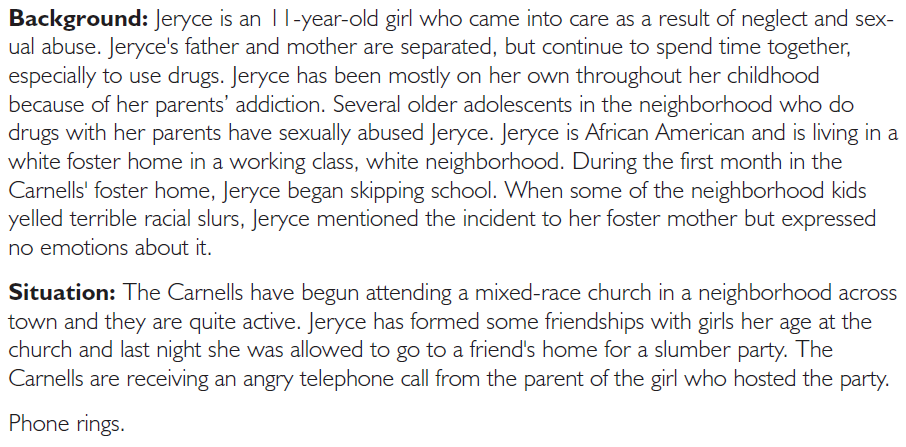 Background: Jeryce is an 11-year-old girl who came into care as a result of neglect and sex-
ual abuse. Jeryce's father and mother are separated, but continue to spend time together,
especially to use drugs. Jeryce has been mostly on her own throughout her childhood
because of her parents’ addiction. Several older adolescents in the neighborhood who do
drugs with her parents have sexually abused Jeryce. Jeryce is African American and is living in a
white foster home in a working class, white neighborhood. During the first month in the
Carnells' foster home, Jeryce began skipping school. When some of the neighborhood kids
yelled terrible racial slurs, Jeryce mentioned the incident to her foster mother but expressed
no emotions about it.
Situation: The Carnells have begun attending a mixed-race church in a neighborhood across
town and they are quite active. Jeryce has formed some friendships with girls her age at the
church and last night she was allowed to go to a friend's home for a slumber party. The
Carnells are receiving an angry telephone call from the parent of the girl who hosted the party.
Phone rings.